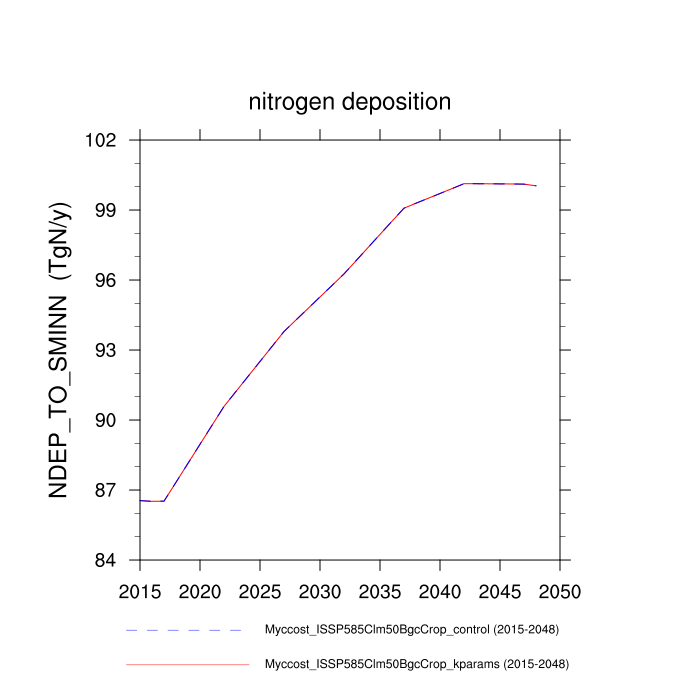 nitrogen deposition
NDEP_TO_SMINN (TgN/y)
102
99
96
93
90
87
84
2015 2020 2025 2030 2035 2040 2045 2050
Myccost_ISSP585Clm50BgcCrop_control (2015-2048)
Myccost_ISSP585Clm50BgcCrop_kparams (2015-2048)